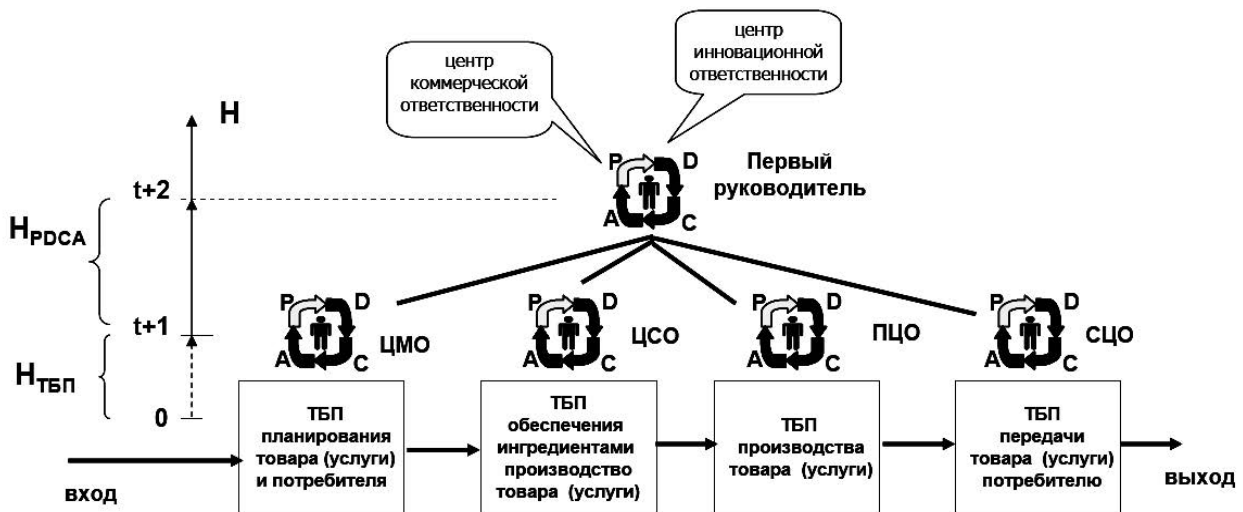 центр
коммерческой
ответственности
центр
инновационной
ответственности
H
P D
Первый
руководитель
A C
t+2
H_PDCA
t+1
H_ТБП
0
P D
ЦМО
A C
P D
ЦСО
A C
P D
ПЦО
A C
P D
СЦО
A C
ТБП
планирования
товара (услуги)
и потребителя
ТБП
обеспечения
ингредиентами
производство
товара (услуги)
ТБП
производства
товара (услуги)
ТБП
передачи
товара (услуги)
потребителю
вход
выход